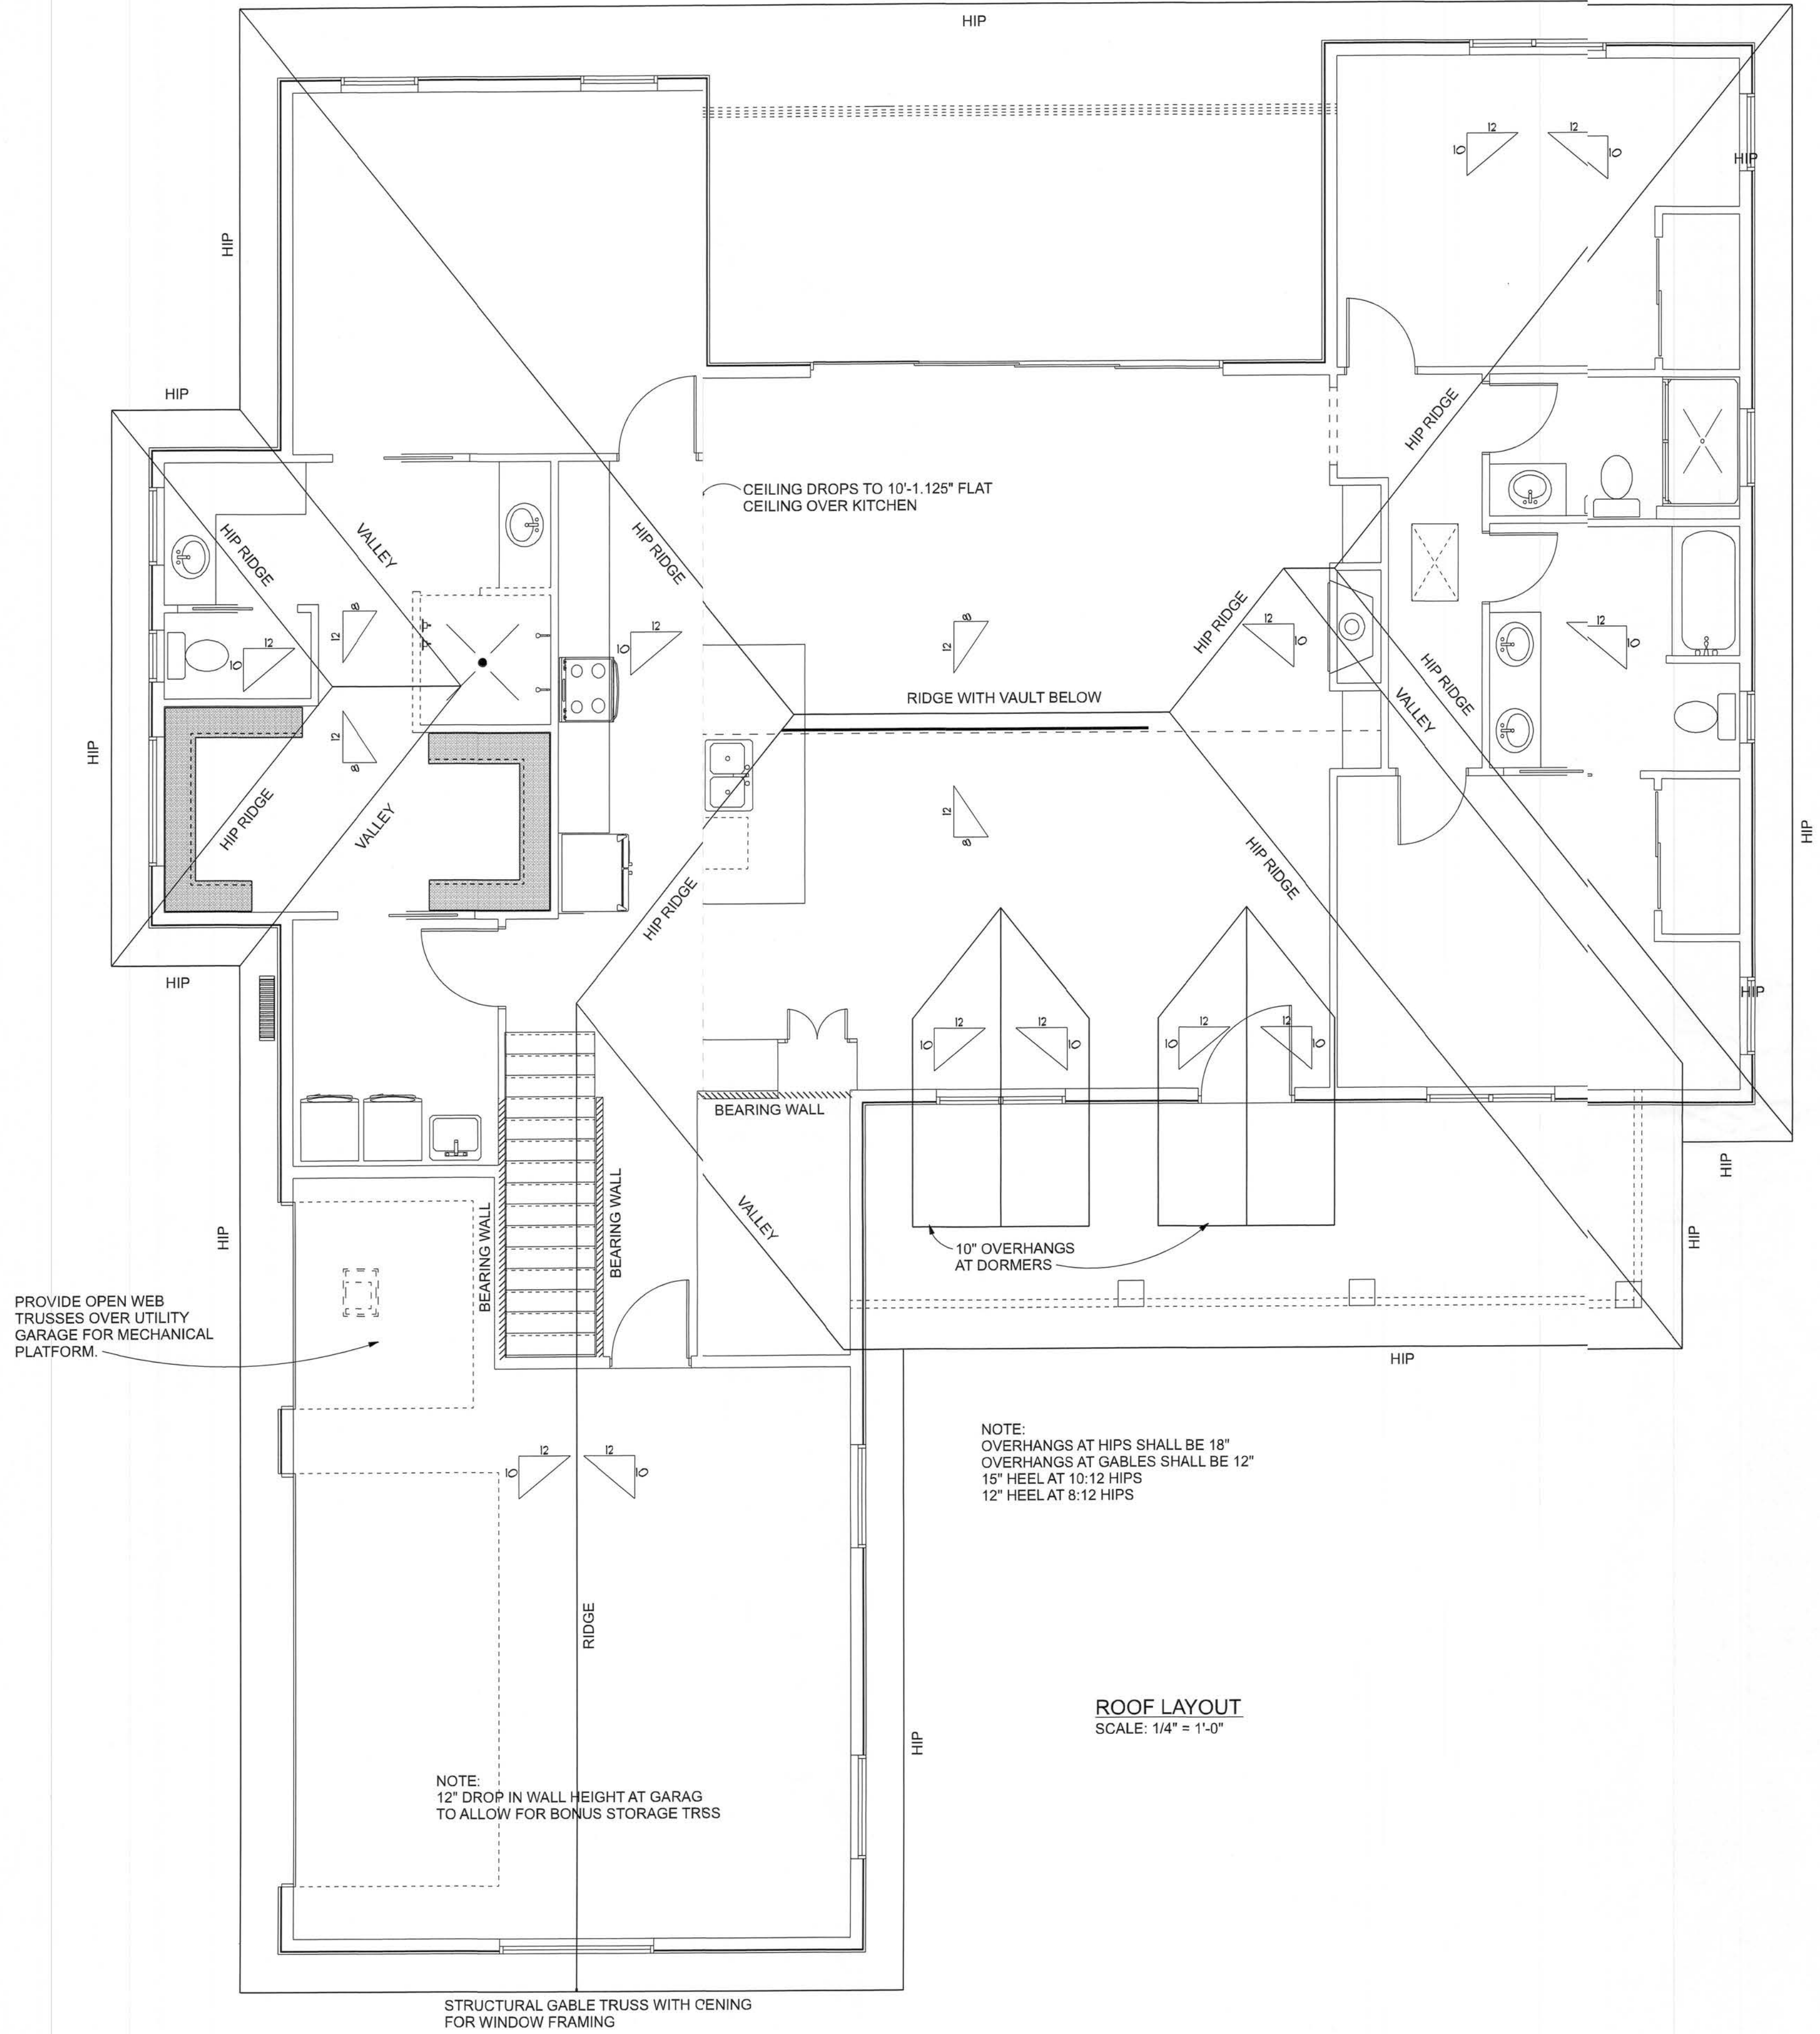 HIP
12
10
12
10
HIP
HIP
HIP
HIP RIDGE
CEILING DROPS TO 10'-1.125" FLAT
CEILING OVER KITCHEN
HIP RIDGE
VALLEY
HIP RIDGE
8
12
12
10
12
10
8
12
HIP RIDGE
12
10
12
10
HIP RIDGE
VALLEY
RIDGE WITH VAULT BELOW
12
8
HIP
HIP RIDGE
VALLEY
12
8
HIP
HIP RIDGE
HIP RIDGE
HIP
HIP
12
10
12
10
12
10
12
10
BEARING WALL
HIP
BEARING WALL
BEARING WALL
VALLEY
HIP
HIP
10" OVERHANGS
AT DORMERS
PROVIDE OPEN WEB
TRUSSES OVER UTILITY
GARAGE FOR MECHANICAL
PLATFORM.
HIP
NOTE:
OVERHANGS AT HIPS SHALL BE 18"
OVERHANGS AT GABLES SHALL BE 12"
15" HEEL AT 10:12 HIPS
12" HEEL AT 8:12 HIPS
12
10
12
10
RIDGE
ROOF LAYOUT
SCALE: 1/4" = 1'-0"
HIP
NOTE:
12" DROP IN WALL HEIGHT AT GARAG
TO ALLOW FOR BONUS STORAGE
STRUCTURAL GABLE TRUSS WITH
FOR WINDOW FRAMING